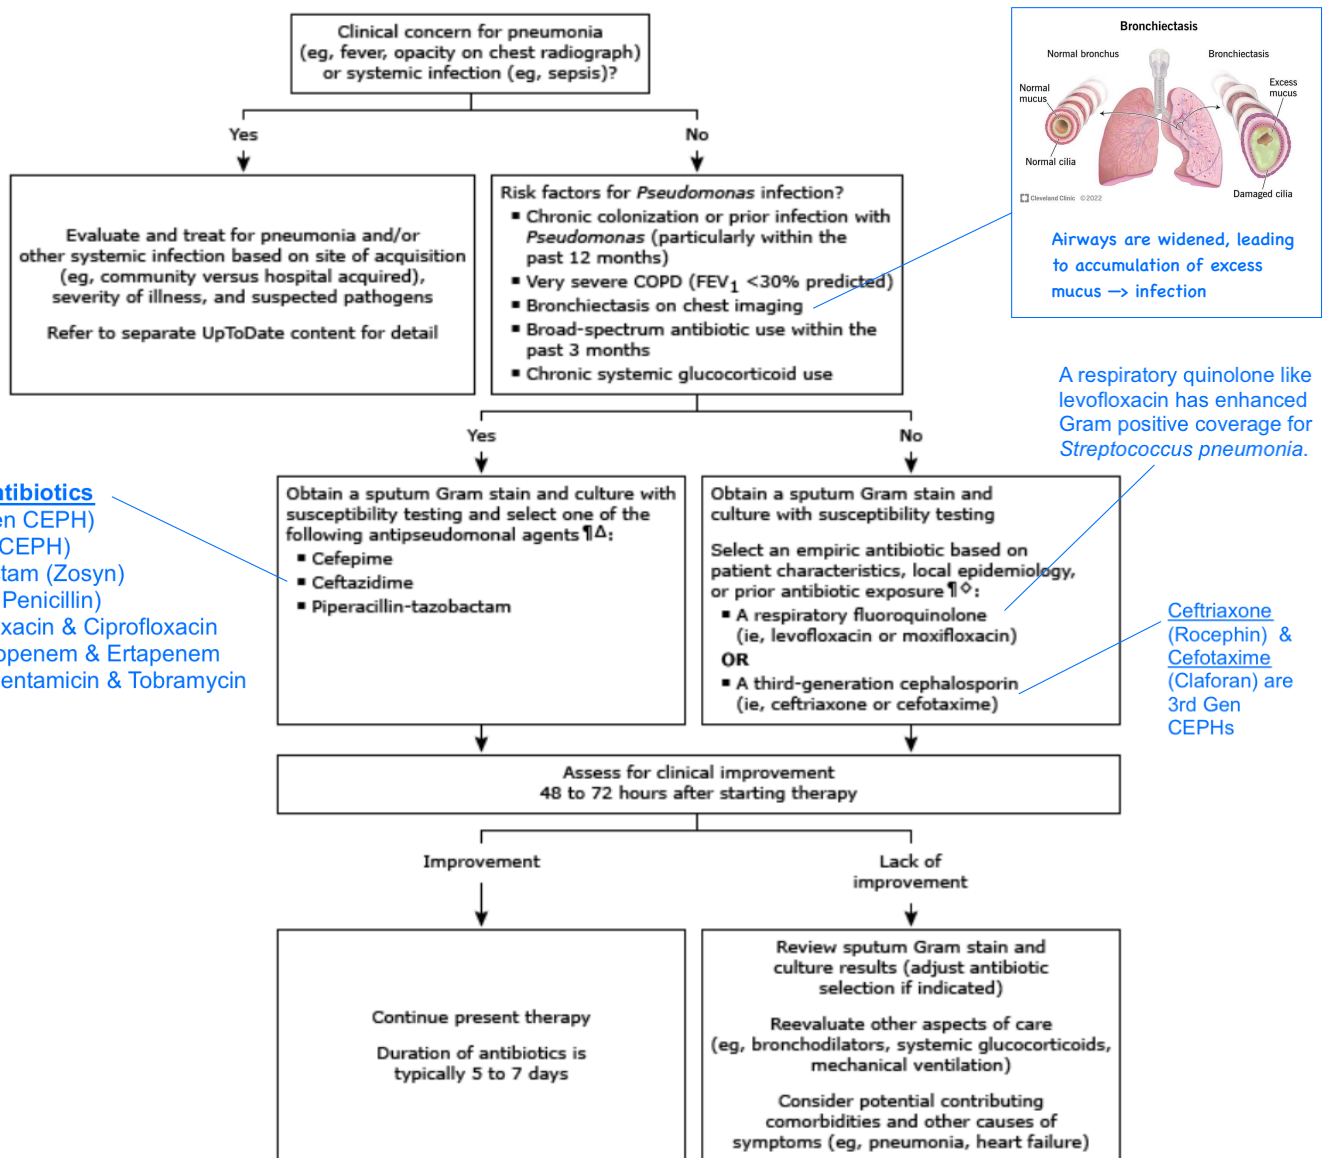 Clinical concern for pneumonia
(eg, fever, opacity on chest radiograph)
or systemic infection (eg, sepsis)?
Yes
No
Evaluate and treat for pneumonia and/or
other systemic infection based on site of acquisition
(eg, community versus hospital acquired),
severity of illness, and suspected pathogens
Refer to separate UpToDate content for detail
Risk factors for Pseudomonas infection?
▪ Chronic colonization or prior infection with
Pseudomonas (particularly within the
past 12 months)
▪ Very severe COPD (FEV1 <30% predicted)
▪ Bronchiectasis on chest imaging
▪ Broad-spectrum antibiotic use within the
past 3 months
▪ Chronic systemic glucocorticoid use
Bronchiectasis
Normal bronchus
Bronchiectasis
Normal
mucus
Excess
mucus
Normal cilia
Damaged cilia
Cleveland Clinic ©2022
Airways are widened, leading
to accumulation of excess
mucus —> infection
A respiratory quinolone like
levofloxacin has enhanced
Gram positive coverage for
Streptococcus pneumonia.
Yes
No
ntibiotics
en CEPH)
CEPH)
tam (Zosyn)
Penicillin)
xacin & Ciprofloxacin
openem & Ertapenem
entamicin & Tobramycin
Obtain a sputum Gram stain and culture with
susceptibility testing and select one of the
following antipseudomonal agents¶Δ:
▪ Cefepime
▪ Ceftazidime
▪ Piperacillin-tazobactam
Obtain a sputum Gram stain and
culture with susceptibility testing
Select an empiric antibiotic based on
patient characteristics, local epidemiology,
or prior antibiotic exposure¶◊:
▪ A respiratory fluoroquinolone
(ie, levofloxacin or moxifloxacin)
OR
▪ A third-generation cephalosporin
(ie, ceftriaxone or cefotaxime)
Ceftriaxone
(Rocephin) &
Cefotaxime
(Claforan) are
3rd Gen
CEPHs
Assess for clinical improvement
48 to 72 hours after starting therapy
Improvement
Lack of
improvement
Continue present therapy
Duration of antibiotics is
typically 5 to 7 days
Review sputum Gram stain and
culture results (adjust antibiotic
selection if indicated)
Reevaluate other aspects of care
(eg, bronchodilators, systemic glucocorticoids,
mechanical ventilation)
Consider potential contributing
comorbidities and other causes of
symptoms (eg, pneumonia, heart failure)